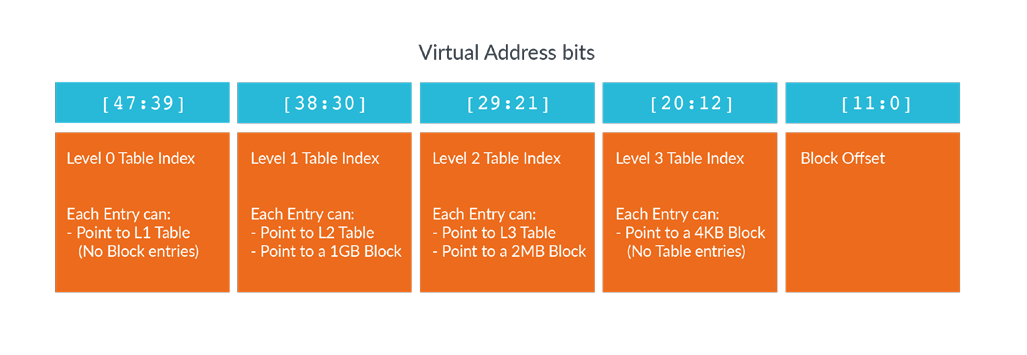 Virtual Address bits
[47:39]
[38:30]
[29:21]
[20:12]
[11:0]
Level 0 Table Index
Each Entry can:
- Point to L1 Table
(No Block entries)
Level 1 Table Index
Each Entry can:
- Point to L2 Table
- Point to a 1GB Block
Level 2 Table Index
Each Entry can:
- Point to L3 Table
- Point to a 2MB Block
Level 3 Table Index
Each Entry can:
- Point to a 4KB Block
(No Table entries)
Block Offset